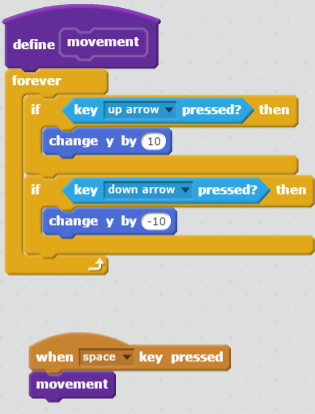 define movement
forever
if key up arrow pressed? then
change y by 10
if key down arrow pressed? then
change y by -10
when space key pressed
movement